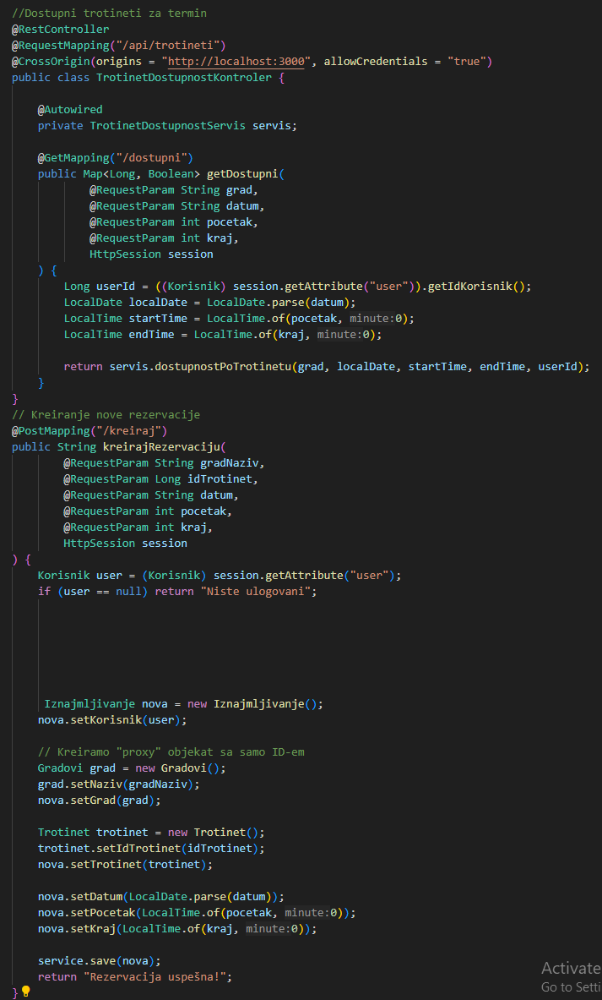 //Dostupni trotineti za termin
@RestController
@RequestMapping("/api/trotineti")
@CrossOrigin(origins = "http://localhost:3000", allowCredentials = "true")
public class TrotinetDostupnostKontroler {

    @Autowired
    private TrotinetDostupnostServis servis;

    @GetMapping("/dostupni")
    public Map<Long, Boolean> getDostupni(
            @RequestParam String grad,
            @RequestParam String datum,
            @RequestParam int pocetak,
            @RequestParam int kraj,
            HttpSession session
    ) {
        Long userId = ((Korisnik) session.getAttribute("user")).getIdKorisnik();
        LocalDate localDate = LocalDate.parse(datum);
        LocalTime startTime = LocalTime.of(pocetak, minute:0);
        LocalTime endTime = LocalTime.of(kraj, minute:0);

        return servis.dostupnostPoTrotinetu(grad, localDate, startTime, endTime, userId);
    }
}
// Kreiranje nove rezervacije
@PostMapping("/kreiraj")
public String kreirajRezervaciju(
        @RequestParam String gradNaziv,
        @RequestParam Long idTrotinet,
        @RequestParam String datum,
        @RequestParam int pocetak,
        @RequestParam int kraj,
        HttpSession session
) {
    Korisnik user = (Korisnik) session.getAttribute("user");
    if (user == null) return "Niste ulogovani";

     Iznajmljivanje nova = new Iznajmljivanje();
    nova.setKorisnik(user);

    // Kreiramo "proxy" objekat sa samo ID-em
    Gradovi grad = new Gradovi();
    grad.setNaziv(gradNaziv);
    nova.setGrad(grad);

    Trotinet trotinet = new Trotinet();
    trotinet.setIdTrotinet(idTrotinet);
    nova.setTrotinet(trotinet);

    nova.setDatum(LocalDate.parse(datum));
    nova.setPocetak(LocalTime.of(pocetak, minute:0));
    nova.setKraj(LocalTime.of(kraj, minute:0));

    service.save(nova);
    return "Rezervacija uspešna!";
}
Activate
Go to Setti